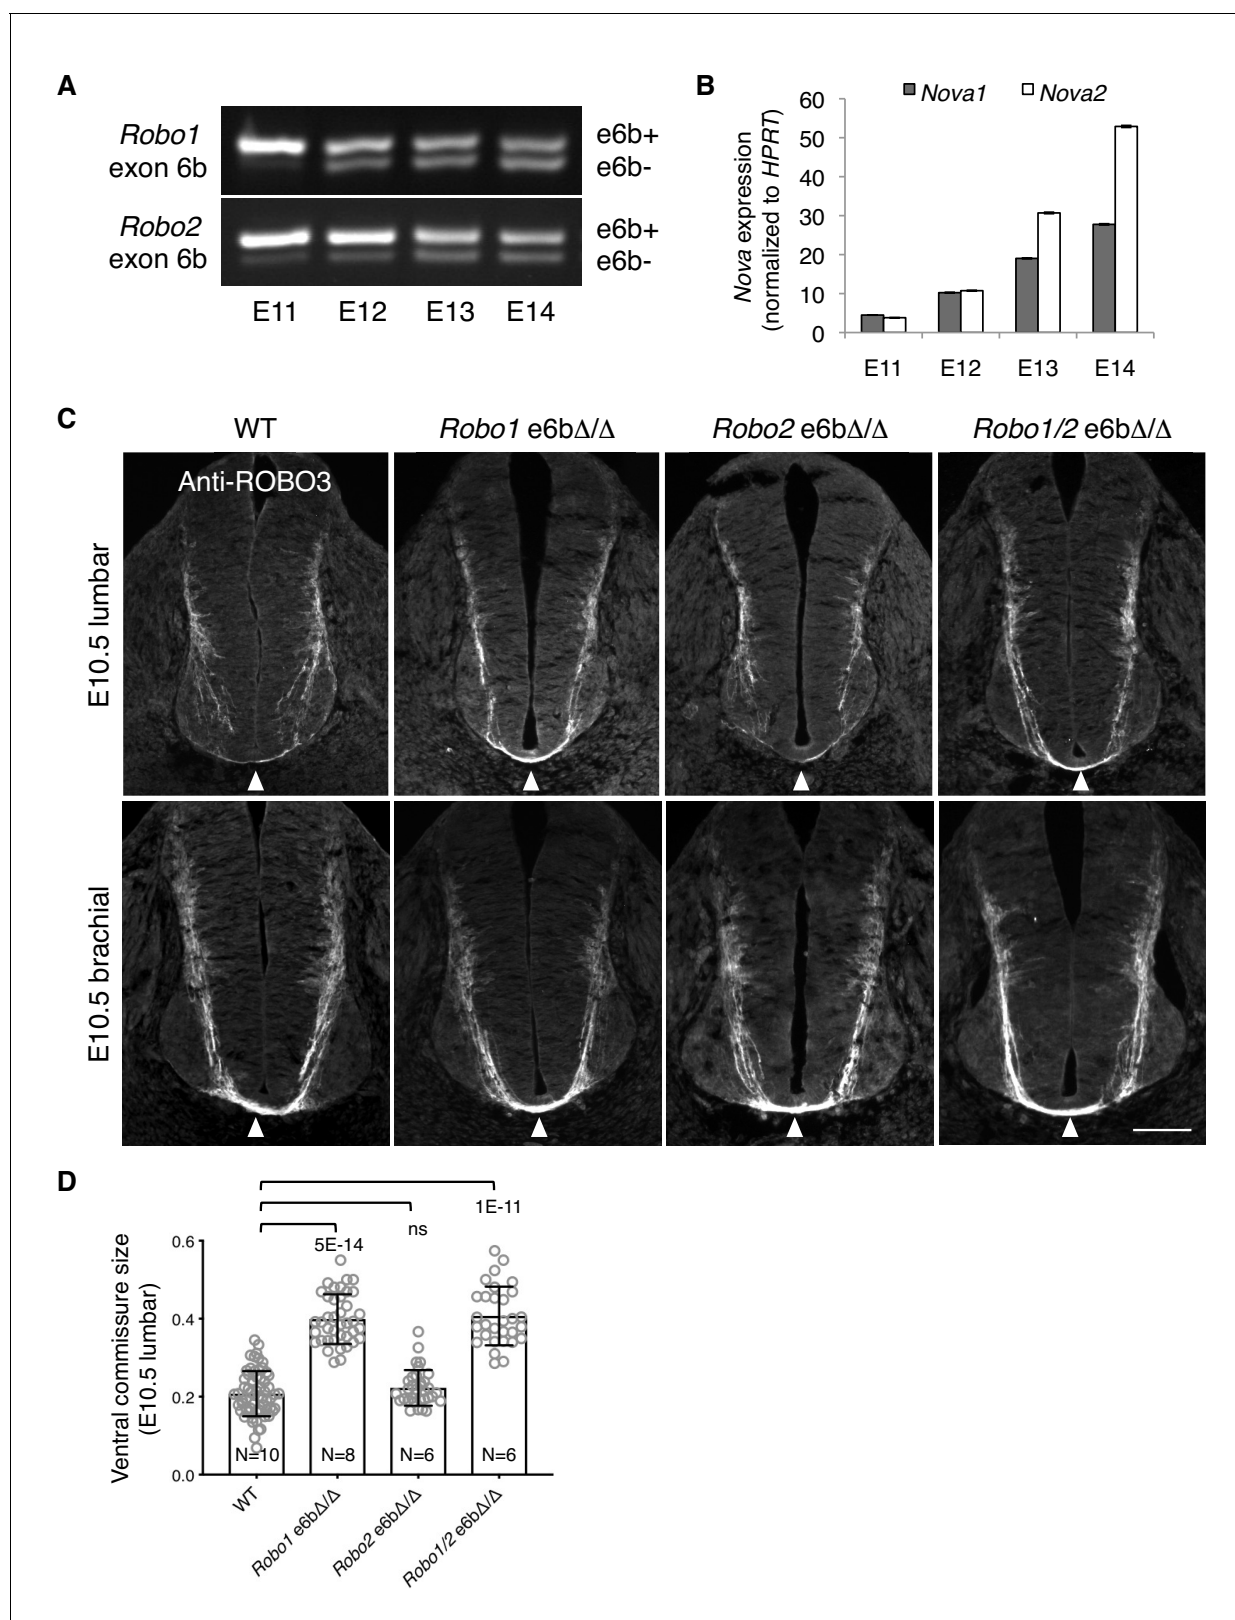 A
Robo1
exon 6b
e6b+
e6b-
Robo2
exon 6b
e6b+
e6b-
E11 E12 E13 E14
B
Nova1 Nova2
Nova expression
(normalized to HPRT)
60
50
40
30
20
10
0
E11 E12 E13 E14
C
WT Robo1 e6bΔ/Δ Robo2 e6bΔ/Δ Robo1/2 e6bΔ/Δ
Anti-ROBO3
E10.5 lumbar
E10.5 brachial
D
1E-11
ns
5E-14
Ventral commissure size
(E10.5 lumbar)
0.6
0.4
0.2
0.0
N=10 N=8 N=6 N=6
WT
Robo1 e6bΔ/Δ
Robo2 e6bΔ/Δ
Robo1/2 e6bΔ/Δ